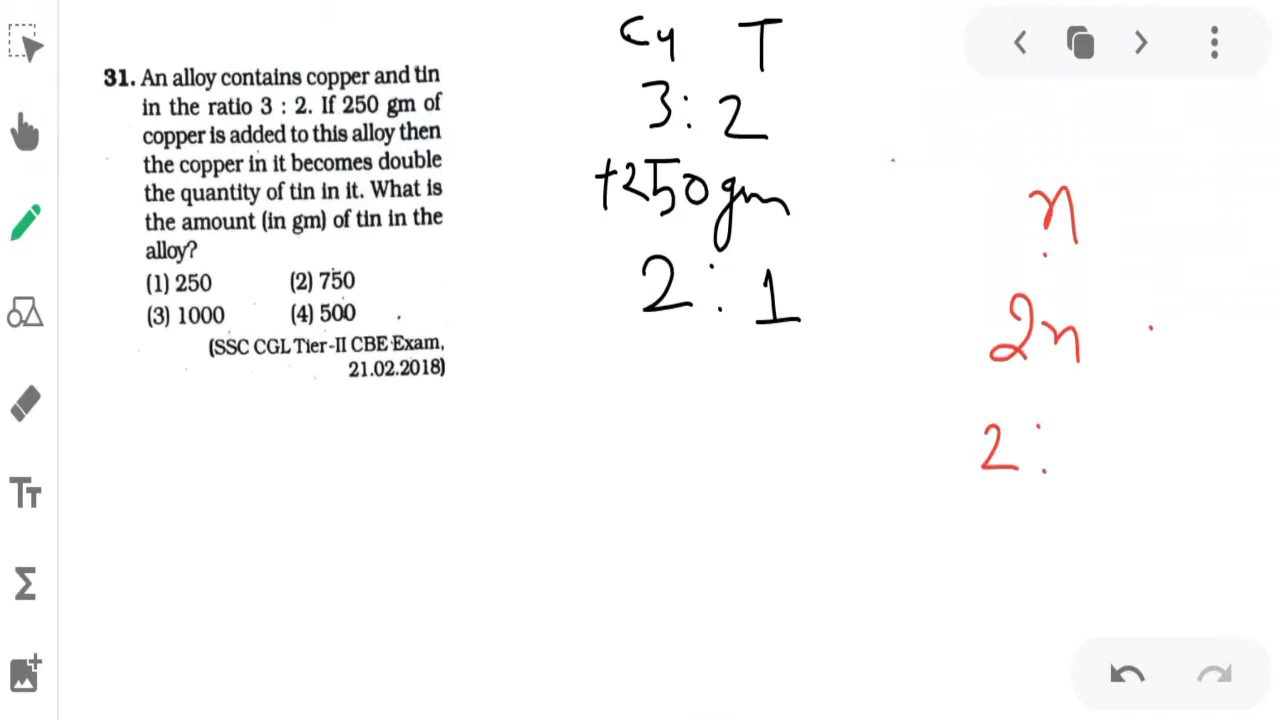 31. An alloy contains copper and tin
in the ratio 3 : 2. If 250 gm of
copper is added to this alloy then
the copper in it becomes double
the quantity of tin in it. What is
the amount (in gm) of tin in the
alloy?
(1) 250 (2) 750
(3) 1000 (4) 500
(SSC CGL Tier-II CBE Exam,
21.02.2018)
Cu T
3 : 2
+250gm
2 : 1
n
2n
2 :
TT
Σ